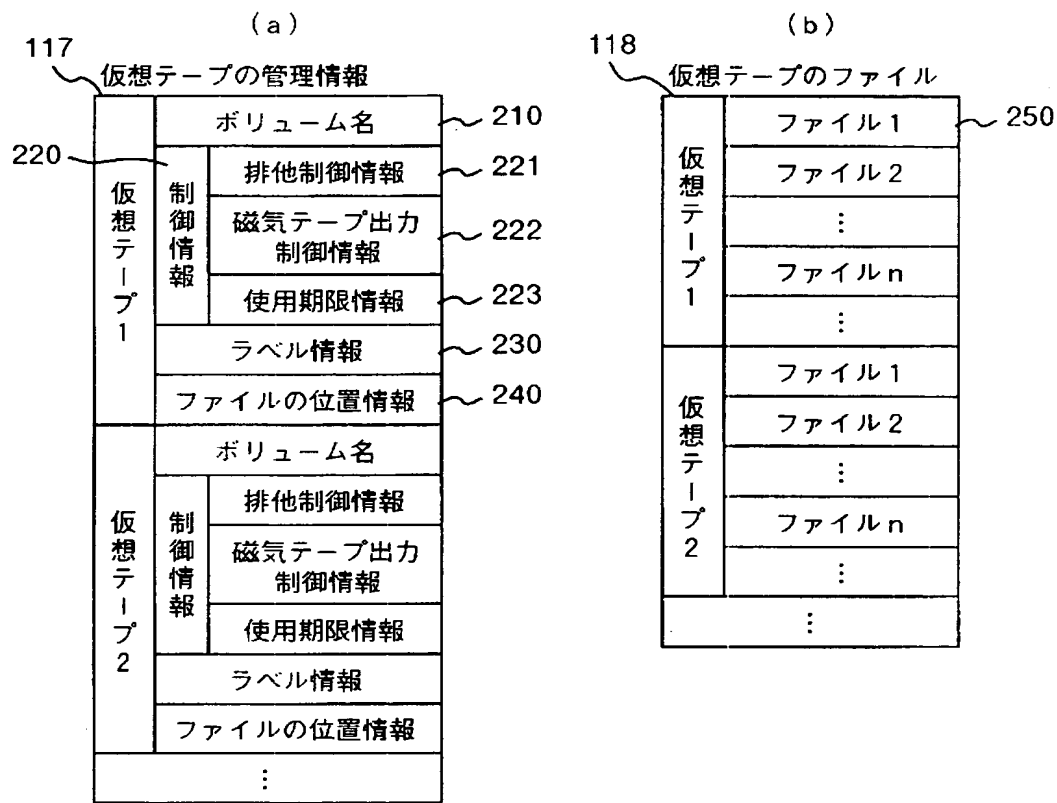 (a)
117
仮想テープの管理情報
仮想テープ1
ボリューム名
210
220
制御情報
排他制御情報
221
磁気テープ出力
制御情報
222
使用期限情報
223
ラベル情報
230
ファイルの位置情報
240
仮想テープ2
ボリューム名
制御情報
排他制御情報
磁気テープ出力
制御情報
使用期限情報
ラベル情報
ファイルの位置情報
⋮
(b)
118
仮想テープのファイル
仮想テープ1
ファイル1
250
ファイル2
⋮
ファイルn
⋮
仮想テープ2
ファイル1
ファイル2
⋮
ファイルn
⋮
⋮